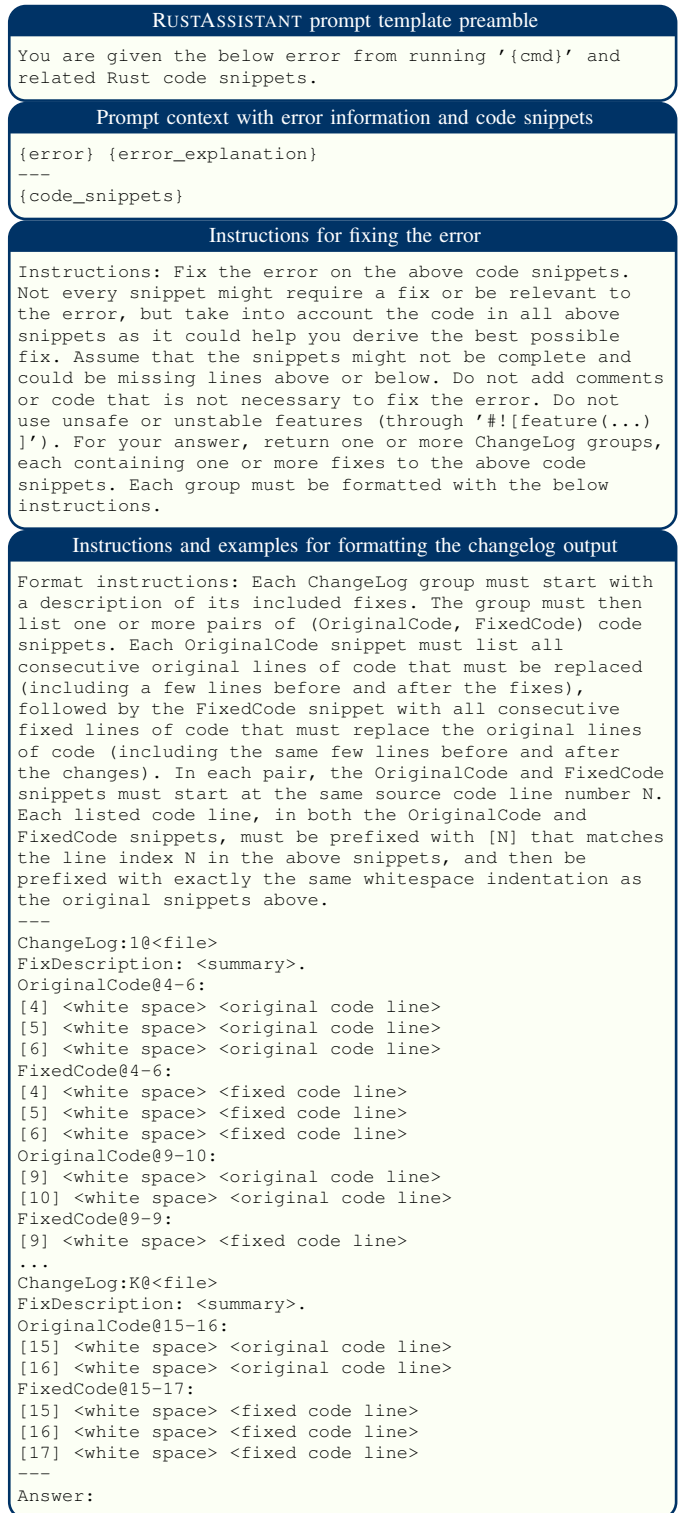 RUSTASSISTANT prompt template preamble
You are given the below error from running '{cmd}' and
related Rust code snippets.
Prompt context with error information and code snippets
{error} {error_explanation}
---
{code_snippets}
Instructions for fixing the error
Instructions: Fix the error on the above code snippets.
Not every snippet might require a fix or be relevant to
the error, but take into account the code in all above
snippets as it could help you derive the best possible
fix. Assume that the snippets might not be complete and
could be missing lines above or below. Do not add comments
or code that is not necessary to fix the error. Do not
use unsafe or unstable features (through '#![feature(...)
]'). For your answer, return one or more ChangeLog groups,
each containing one or more fixes to the above code
snippets. Each group must be formatted with the below
instructions.
Instructions and examples for formatting the changelog output
Format instructions: Each ChangeLog group must start with
a description of its included fixes. The group must then
list one or more pairs of (OriginalCode, FixedCode) code
snippets. Each OriginalCode snippet must list all
consecutive original lines of code that must be replaced
(including a few lines before and after the fixes),
followed by the FixedCode snippet with all consecutive
fixed lines of code that must replace the original lines
of code (including the same few lines before and after
the changes). In each pair, the OriginalCode and FixedCode
snippets must start at the same source code line number N.
Each listed code line, in both the OriginalCode and
FixedCode snippets, must be prefixed with [N] that matches
the line index N in the above snippets, and then be
prefixed with exactly the same whitespace indentation as
the original snippets above.
---
ChangeLog:1@<file>
FixDescription: <summary>.
OriginalCode@4-6:
[4] <white space> <original code line>
[5] <white space> <original code line>
[6] <white space> <original code line>
FixedCode@4-6:
[4] <white space> <fixed code line>
[5] <white space> <fixed code line>
[6] <white space> <fixed code line>
OriginalCode@9-10:
[9] <white space> <original code line>
[10] <white space> <original code line>
FixedCode@9-9:
[9] <white space> <fixed code line>
...
ChangeLog:K@<file>
FixDescription: <summary>.
OriginalCode@15-16:
[15] <white space> <original code line>
[16] <white space> <original code line>
FixedCode@15-17:
[15] <white space> <fixed code line>
[16] <white space> <fixed code line>
[17] <white space> <fixed code line>
---
Answer: